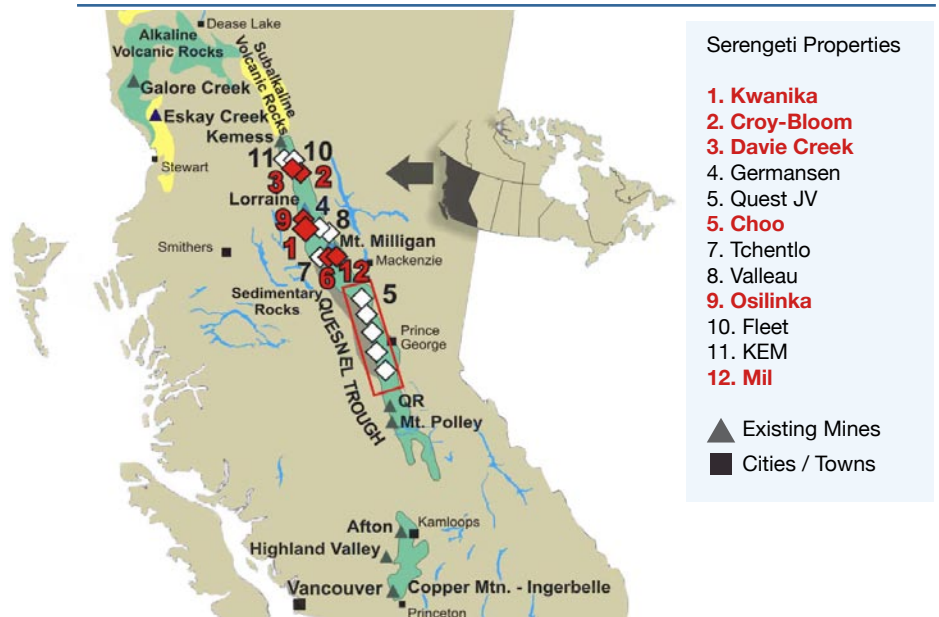 Dease Lake
Alkaline
Volcanic Rocks
Subalkaline
Volcanic Rocks
Galore Creek
Eskay Creek
Kemess
Stewart
11
10
3
2
Lorraine
4
9
8
Smithers
1
Mt. Milligan
7
6
12
Mackenzie
Sedimentary
Rocks
5
QUESNEL TROUGH
Prince
George
QR
Mt. Polley
Afton
Kamloops
Highland Valley
Vancouver
Copper Mtn. - Ingerbelle
Princeton
Serengeti Properties
1. Kwanika
2. Croy-Bloom
3. Davie Creek
4. Germansen
5. Quest JV
5. Choo
7. Tchentlo
8. Valleau
9. Osilinka
10. Fleet
11. KEM
12. Mil
Existing Mines
Cities / Towns